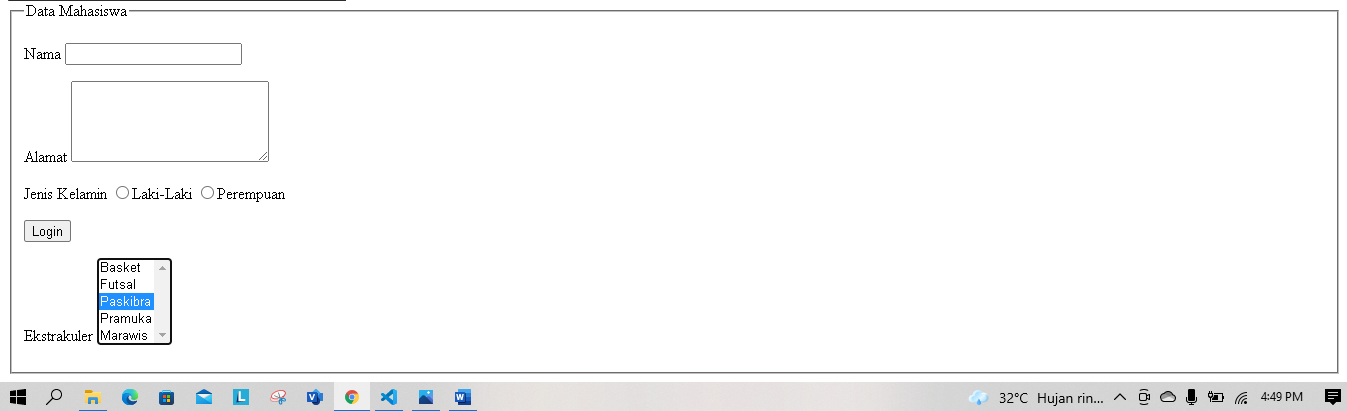 Data Mahasiswa
Nama
Alamat
Jenis Kelamin Laki-Laki Perempuan
Login
Basket
Futsal
Paskibra
Pramuka
Ekstrakuler Marawis
32°C Hujan rin... 4:49 PM